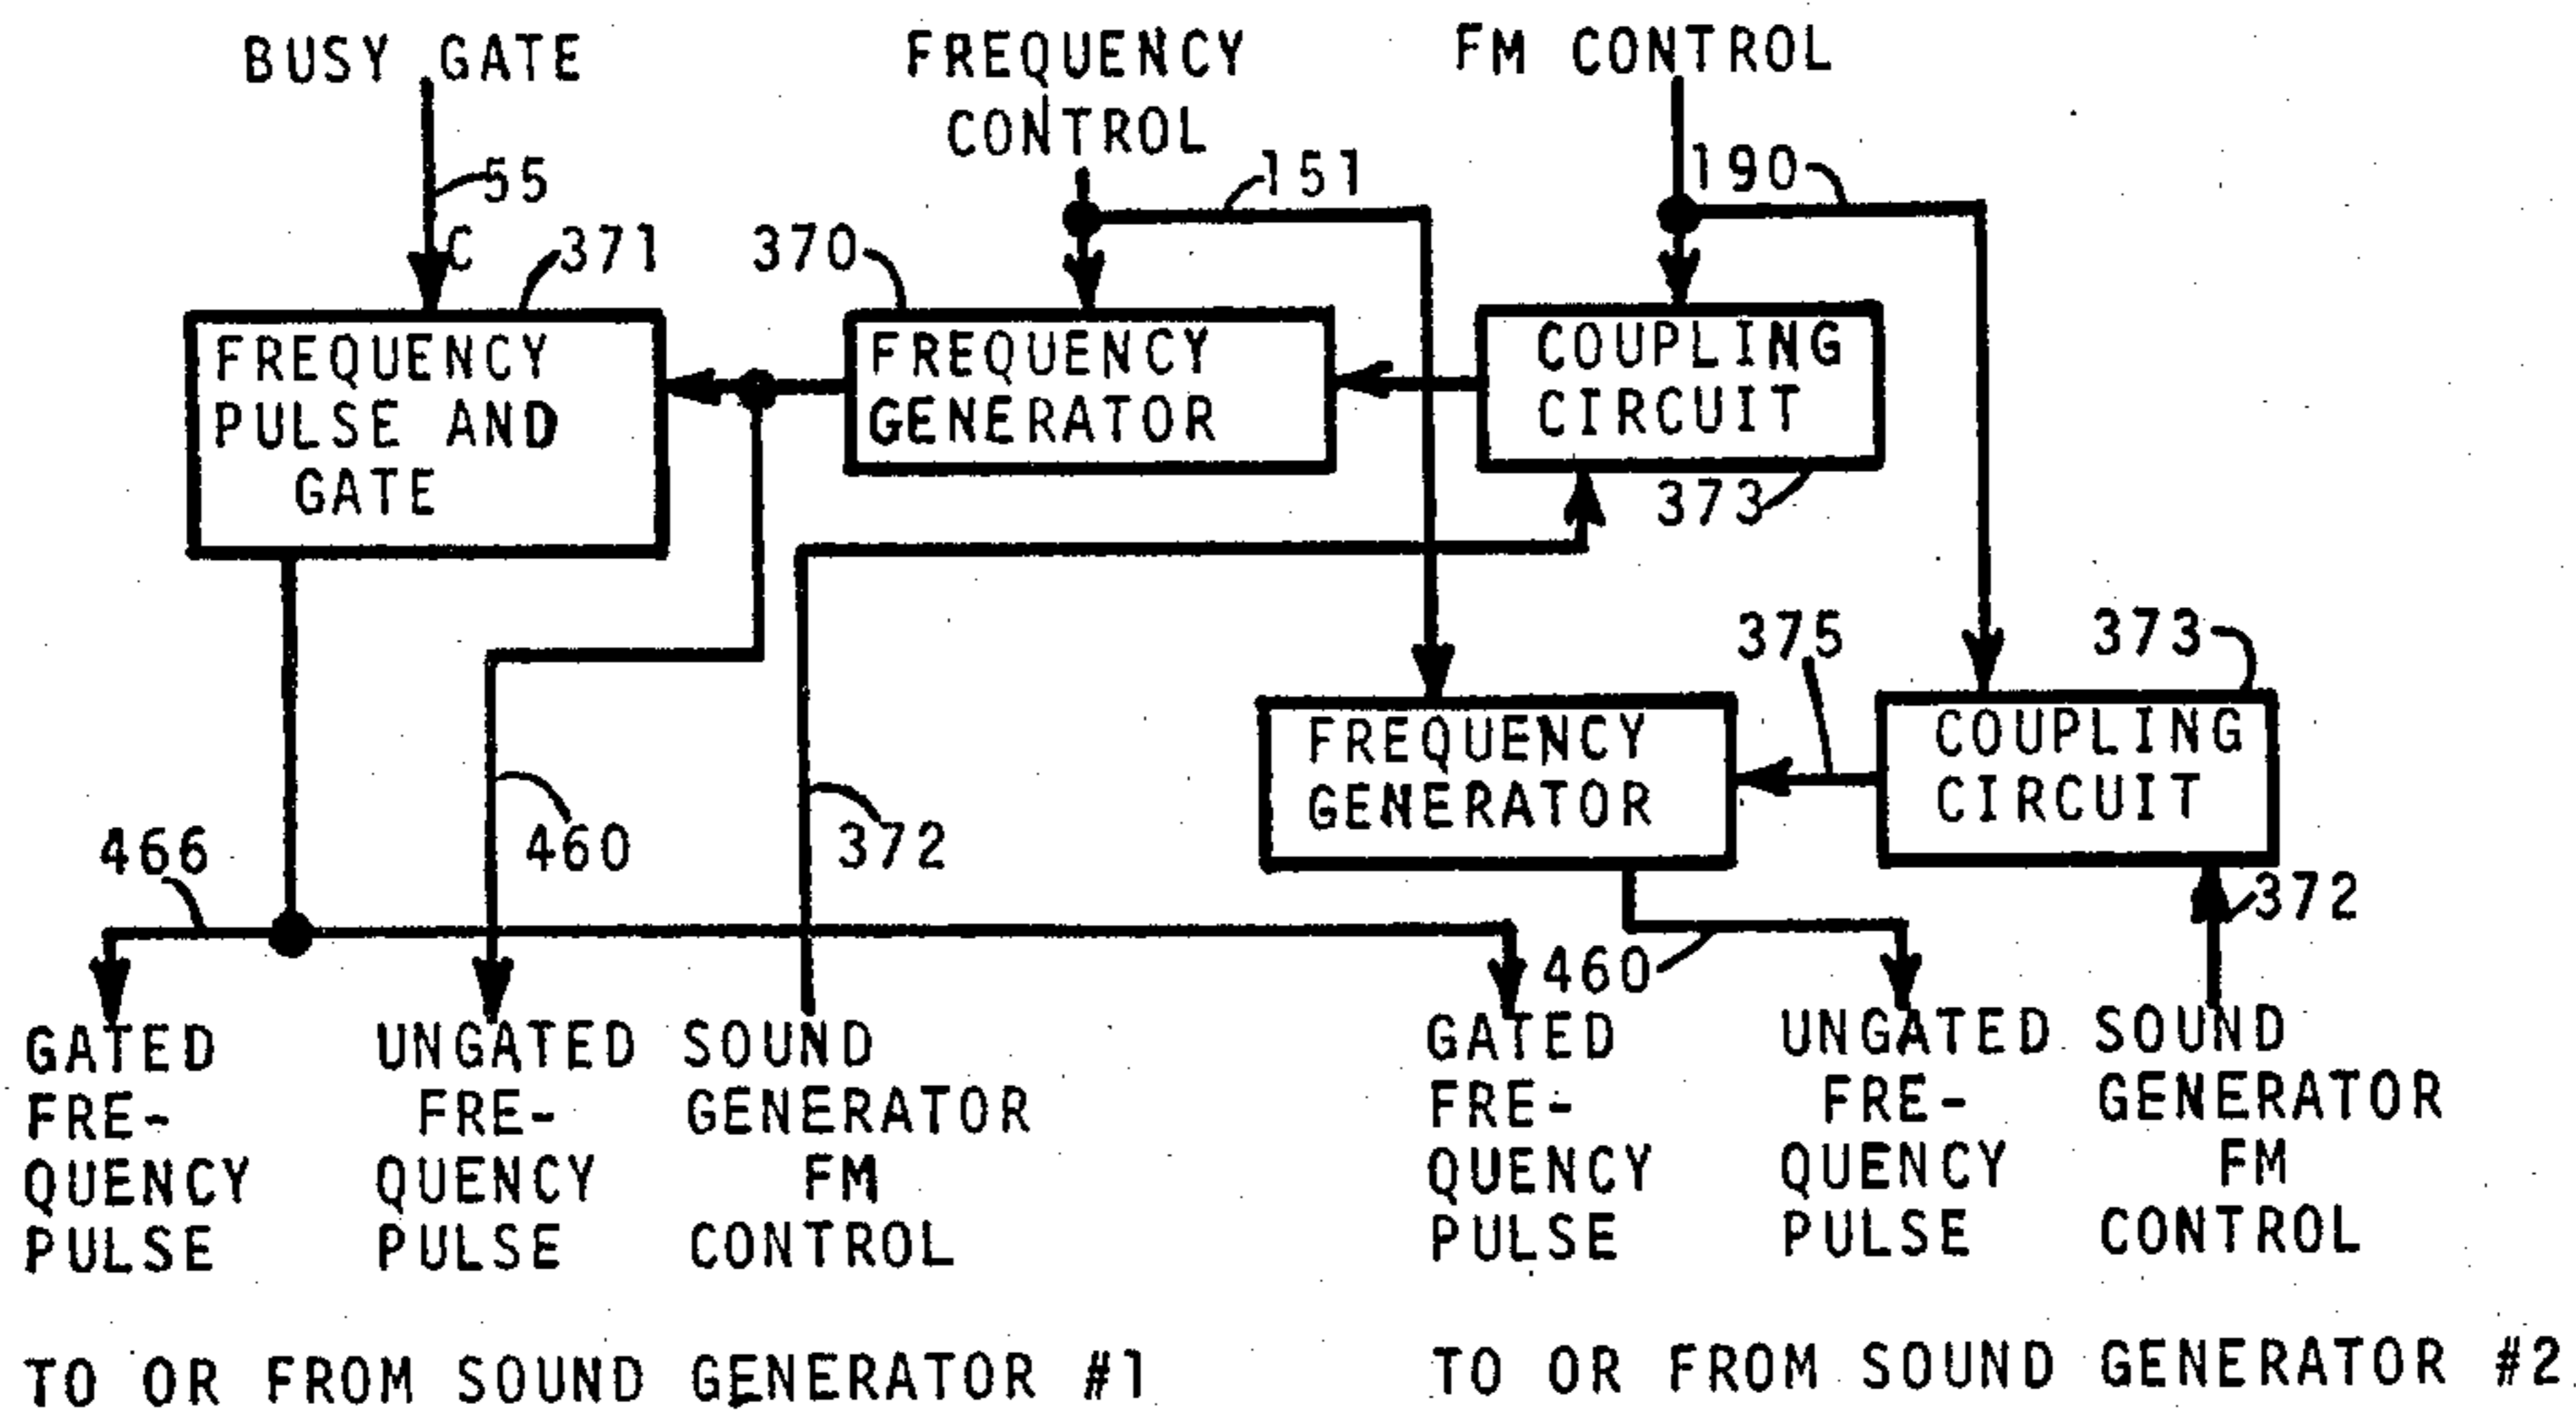 BUSY GATE
FREQUENCY
CONTROL
FM CONTROL
55
151
190
C
371
370
FREQUENCY
PULSE AND
GATE
FREQUENCY
GENERATOR
COUPLING
CIRCUIT
373
375
373
FREQUENCY
GENERATOR
COUPLING
CIRCUIT
466
460
372
460
372
GATED
FRE-
QUENCY
PULSE
UNGATED
FRE-
QUENCY
PULSE
SOUND
GENERATOR
FM
CONTROL
GATED
FRE-
QUENCY
PULSE
UNGATED
FRE-
QUENCY
PULSE
SOUND
GENERATOR
FM
CONTROL
TO OR FROM SOUND GENERATOR #1
TO OR FROM SOUND GENERATOR #2